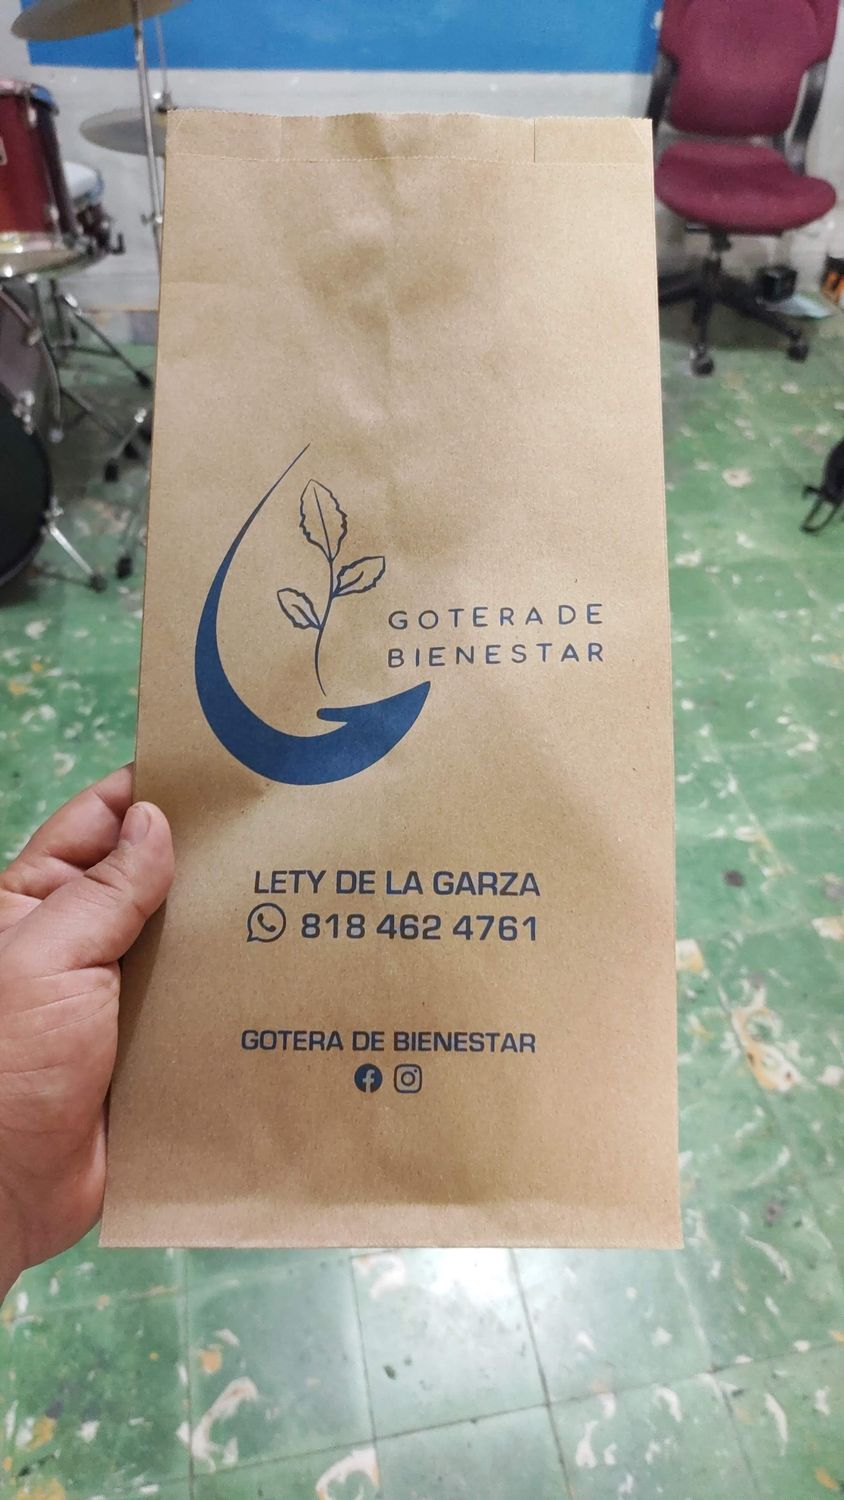 GOTERA DE
BIENESTAR
LETY DE LA GARZA
818 462 4761
GOTERA DE BIENESTAR